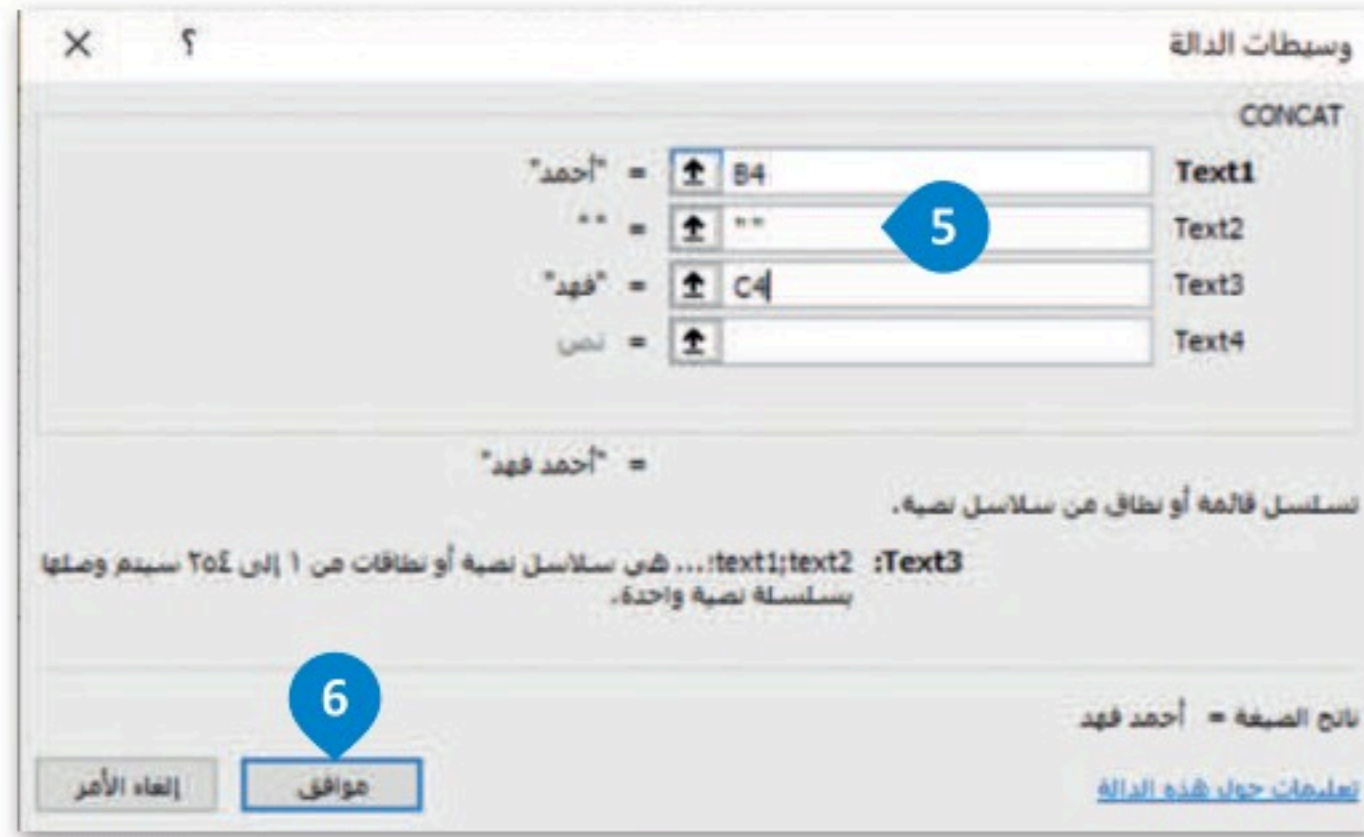 وسيطات الدالة ؟ ×
CONCAT
Text1 B4 = "أحمد"
Text2 " " = " "
5
Text3 C4 = "فهد"
Text4 = نص
= "أحمد فهد"
تسلسل قائمة أو نطاق من سلاسل نصية.
Text3: text1;text2;... هي سلاسل نصية أو نطاقات من ١ إلى ٢٥٤ سيتم وصلها
بسلسلة نصية واحدة.
ناتج الصيغة = أحمد فهد
6
تعليمات حول هذه الدالة موافق إلغاء الأمر